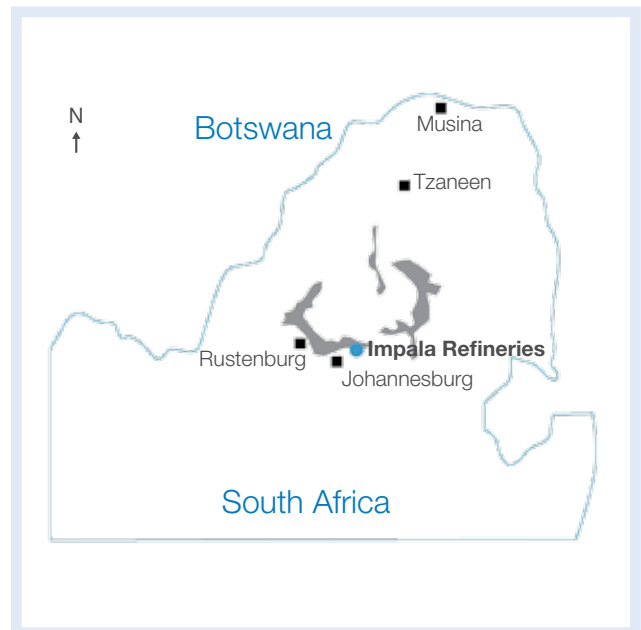 N
Botswana
Musina
Tzaneen
Impala Refineries
Rustenburg
Johannesburg
South Africa